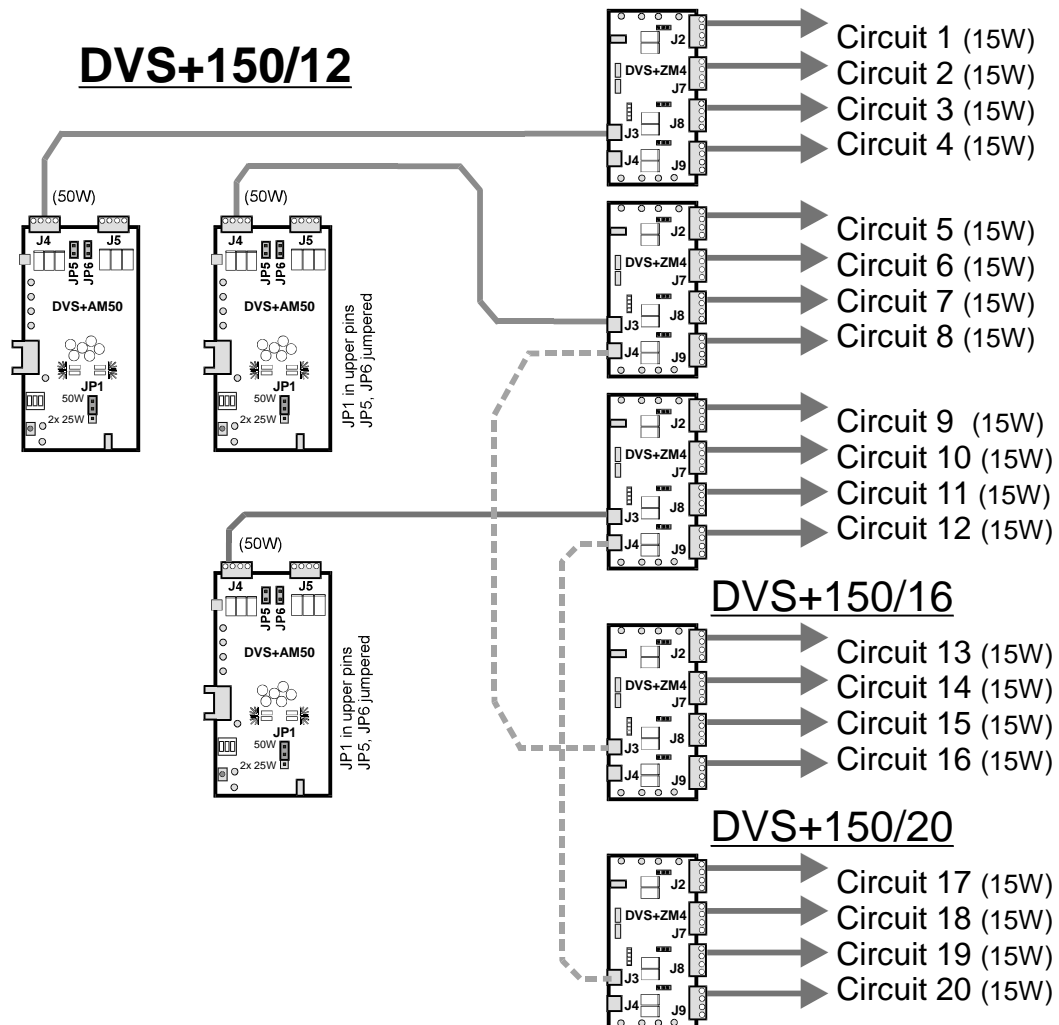 DVS+150/12
(50W)
J4
J5
JP5
JP6
DVS+AM50
JP1
50W
2x 25W
(50W)
J4
J5
JP5
JP6
DVS+AM50
JP1
50W
2x 25W
JP1 in upper pins
JP5, JP6 jumpered
(50W)
J4
J5
JP5
JP6
DVS+AM50
JP1
50W
2x 25W
JP1 in upper pins
JP5, JP6 jumpered
J2
DVS+ZM4
J7
J8
J3
J4
J9
Circuit 1 (15W)
Circuit 2 (15W)
Circuit 3 (15W)
Circuit 4 (15W)
J2
DVS+ZM4
J7
J8
J3
J4
J9
Circuit 5 (15W)
Circuit 6 (15W)
Circuit 7 (15W)
Circuit 8 (15W)
J2
DVS+ZM4
J7
J8
J3
J4
J9
Circuit 9 (15W)
Circuit 10 (15W)
Circuit 11 (15W)
Circuit 12 (15W)
DVS+150/16
J2
DVS+ZM4
J7
J8
J3
J4
J9
Circuit 13 (15W)
Circuit 14 (15W)
Circuit 15 (15W)
Circuit 16 (15W)
DVS+150/20
J2
DVS+ZM4
J7
J8
J3
J4
J9
Circuit 17 (15W)
Circuit 18 (15W)
Circuit 19 (15W)
Circuit 20 (15W)